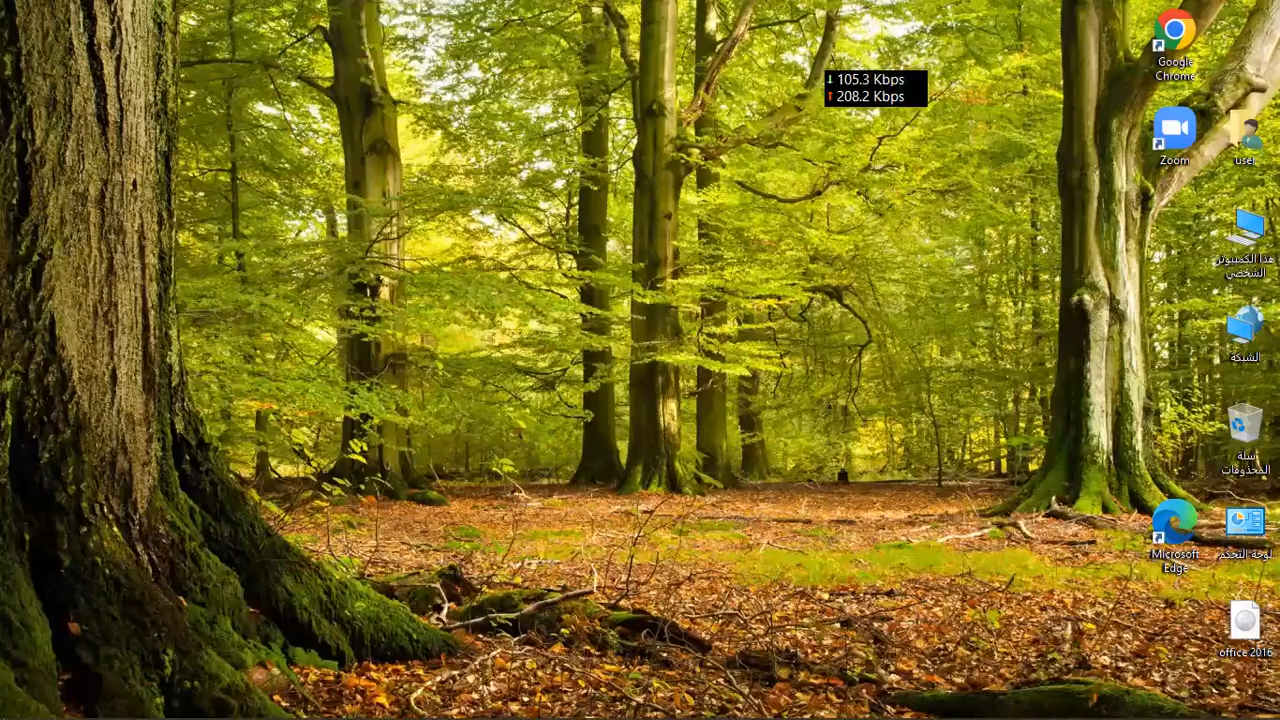 Google
Chrome
105.3 Kbps
208.2 Kbps
Zoom
user
هذا الكمبيوتر
الشخصي
الشبكة
سلة
المحذوفات
Microsoft
Edge
لوحة التحكم
office 2016